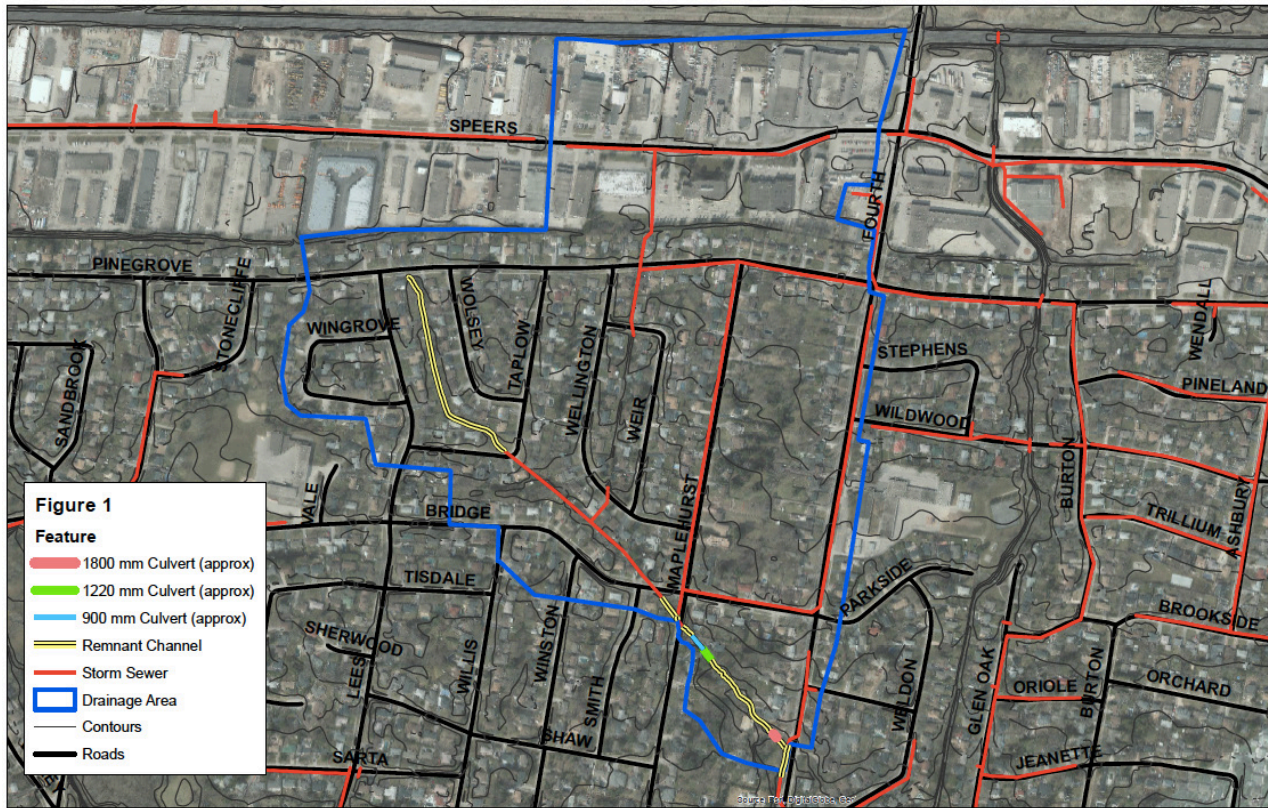 SPEERS
FOURTH
PINEGROVE
STONECLIFFE
WINGROVE
WOLSEY
TAPLOW
WELLINGTON
WEIR
SANDBROOK
STEPHENS
WENDALL
PINELAND
WILDWOOD
BURTON
MAPLEHURST
VALE
BRIDGE
TRILLIUM
ASHBURY
TISDALE
PARKSIDE
BROOKSIDE
SHERWOOD
LEES
WILLIS
WINSTON
SMITH
SHAW
WELDON
GLEN OAK
ORIOLE
BURTON
ORCHARD
JEANETTE
SARTA
Figure 1
Feature
1800 mm Culvert (approx)
1220 mm Culvert (approx)
900 mm Culvert (approx)
Remnant Channel
Storm Sewer
Drainage Area
Contours
Roads